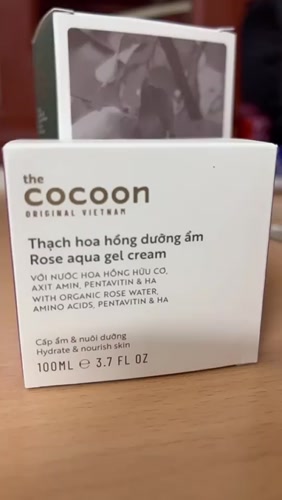 the
cocoon
ORIGINAL VIETNAM
Thạch hoa hồng dưỡng ẩm
Rose aqua gel cream
VỚI NƯỚC HOA HỒNG HỮU CƠ,
AXIT AMIN, PENTAVITIN & HA
WITH ORGANIC ROSE WATER,
AMINO ACIDS, PENTAVITIN & HA
Cấp ẩm & nuôi dưỡng
Hydrate & nourish skin
100ML ℮ 3.7 FL OZ